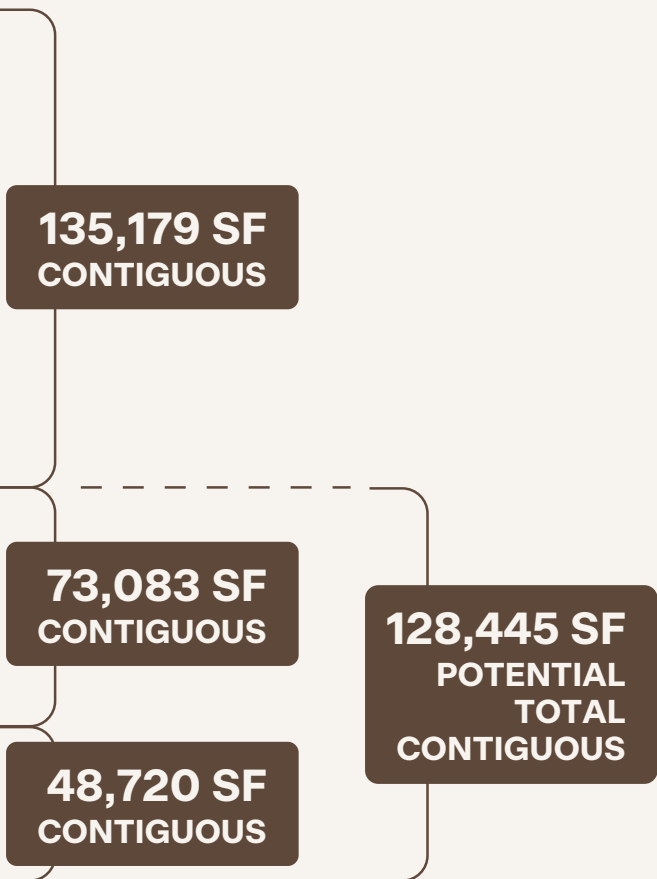 135,179 SF
CONTIGUOUS
73,083 SF
CONTIGUOUS
128,445 SF
POTENTIAL
TOTAL
CONTIGUOUS
48,720 SF
CONTIGUOUS